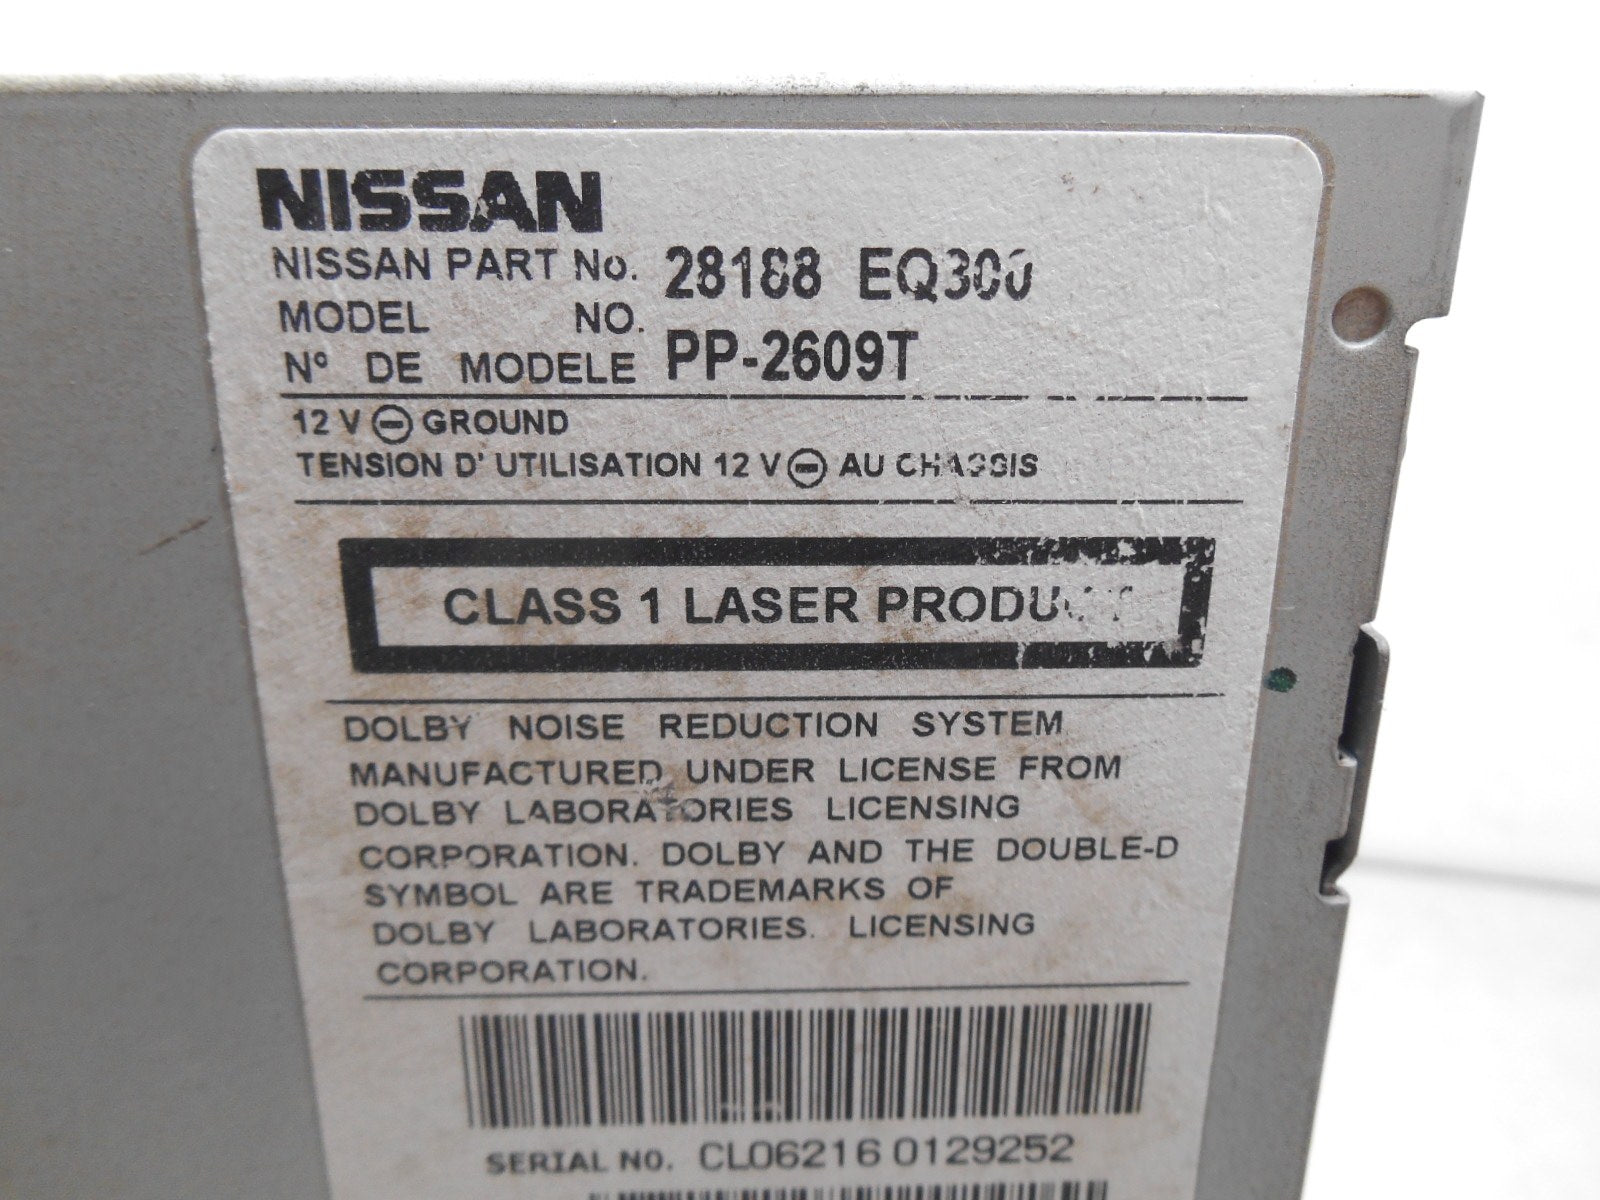 NISSAN
NISSAN PART No. 28188 EQ300
MODEL NO. PP-2609T
Nº DE MODELE
12 V ⊖ GROUND
TENSION D' UTILISATION 12 V ⊖ AU CHASSIS
CLASS 1 LASER PRODUCT
DOLBY NOISE REDUCTION SYSTEM
MANUFACTURED UNDER LICENSE FROM
DOLBY LABORATORIES LICENSING
CORPORATION. DOLBY AND THE DOUBLE-D
SYMBOL ARE TRADEMARKS OF
DOLBY LABORATORIES. LICENSING
CORPORATION.
SERIAL NO. CL06216 0129252